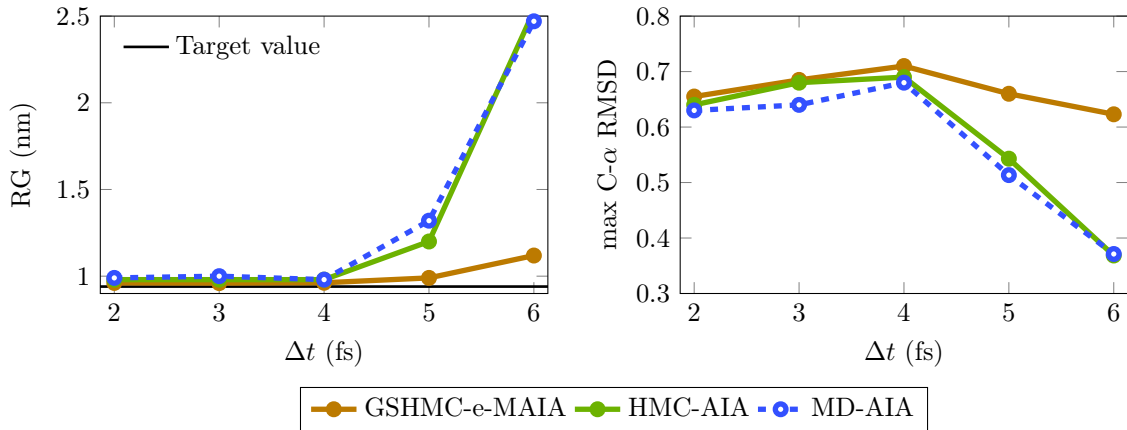 2.5
2
1.5
1
RG (nm)
Target value
2 3 4 5 6
Δt (fs)
0.8
0.7
0.6
0.5
0.4
0.3
max C-α RMSD
2 3 4 5 6
Δt (fs)
GSHMC-e-MAIA HMC-AIA MD-AIA